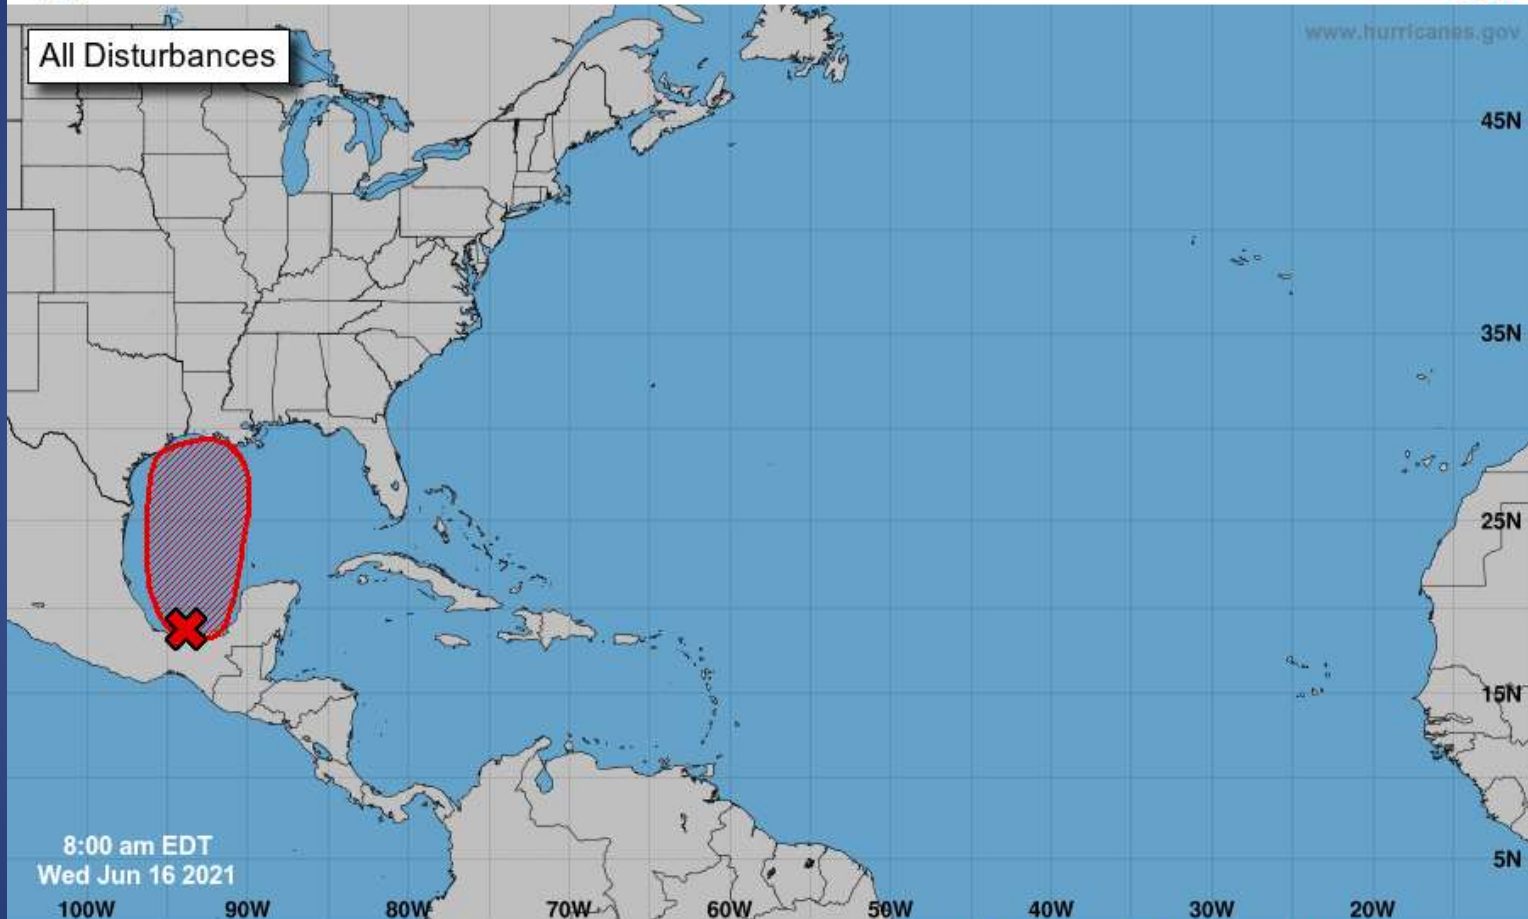 All Disturbances
www.hurricanes.gov
45N
35N
25N
15N
5N
8:00 am EDT
Wed Jun 16 2021
100W 90W 80W 70W 60W 50W 40W 30W 20W